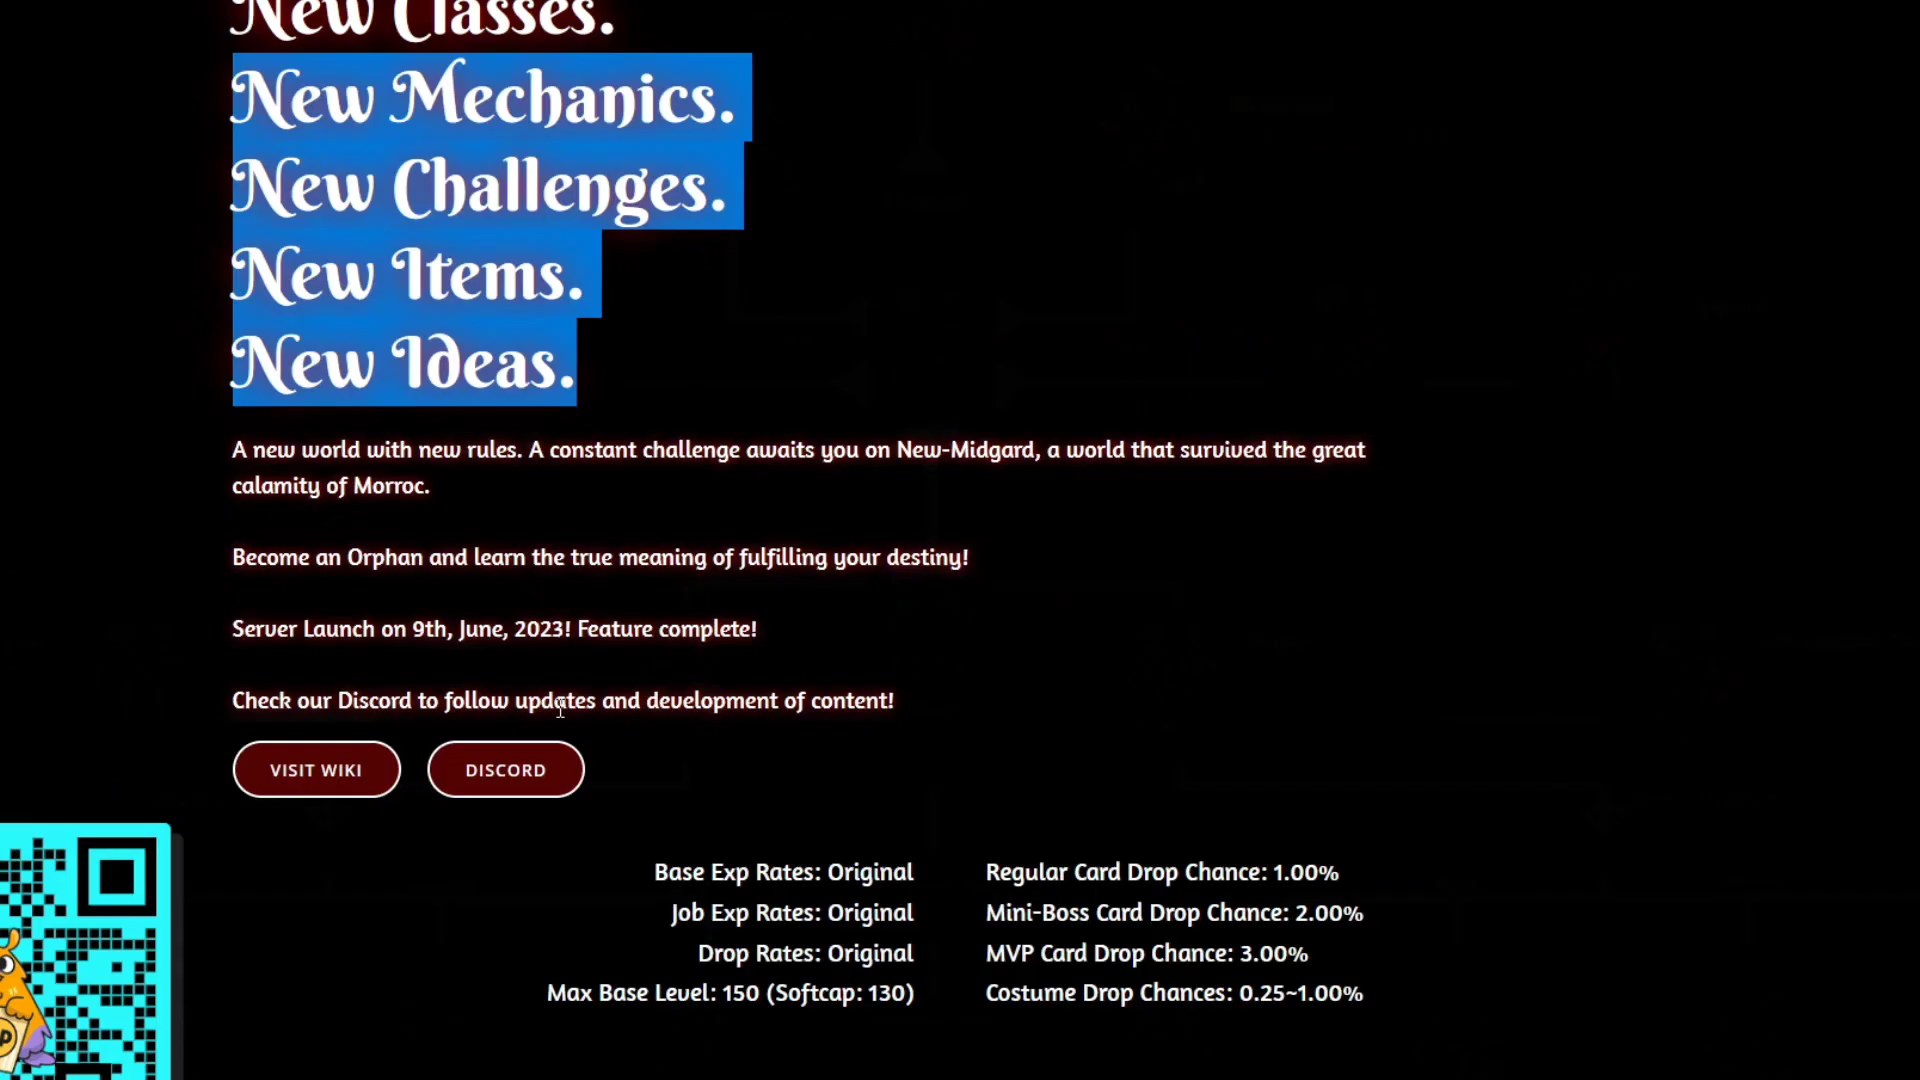 New Classes.
New Mechanics.
New Challenges.
New Items.
New Ideas.
A new world with new rules. A constant challenge awaits you on New-Midgard, a world that survived the great
calamity of Morroc.
Become an Orphan and learn the true meaning of fulfilling your destiny!
Server Launch on 9th, June, 2023! Feature complete!
Check our Discord to follow updates and development of content!
VISIT WIKI DISCORD
Base Exp Rates: Original
Job Exp Rates: Original
Drop Rates: Original
Max Base Level: 150 (Softcap: 130)
Regular Card Drop Chance: 1.00%
Mini-Boss Card Drop Chance: 2.00%
MVP Card Drop Chance: 3.00%
Costume Drop Chances: 0.25~1.00%